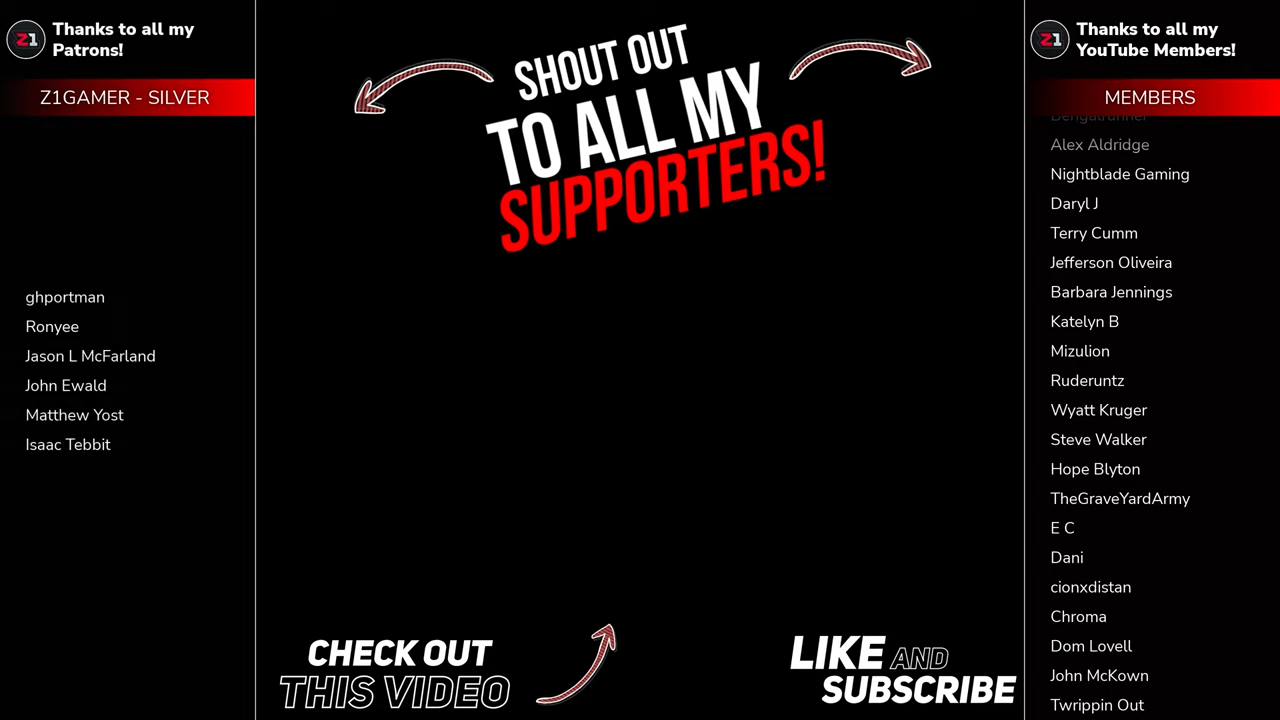 Z1
Thanks to all my
Patrons!
Z1GAMER - SILVER
ghportman
Ronyee
Jason L McFarland
John Ewald
Matthew Yost
Isaac Tebbit
SHOUT OUT
TO ALL MY
SUPPORTERS!
CHECK OUT
THIS VIDEO
LIKE AND
SUBSCRIBE
Z1
Thanks to all my
YouTube Members!
MEMBERS
Alex Aldridge
Nightblade Gaming
Daryl J
Terry Cumm
Jefferson Oliveira
Barbara Jennings
Katelyn B
Mizulion
Ruderuntz
Wyatt Kruger
Steve Walker
Hope Blyton
TheGraveYardArmy
E C
Dani
cionxdistan
Chroma
Dom Lovell
John McKown
Twrippin Out